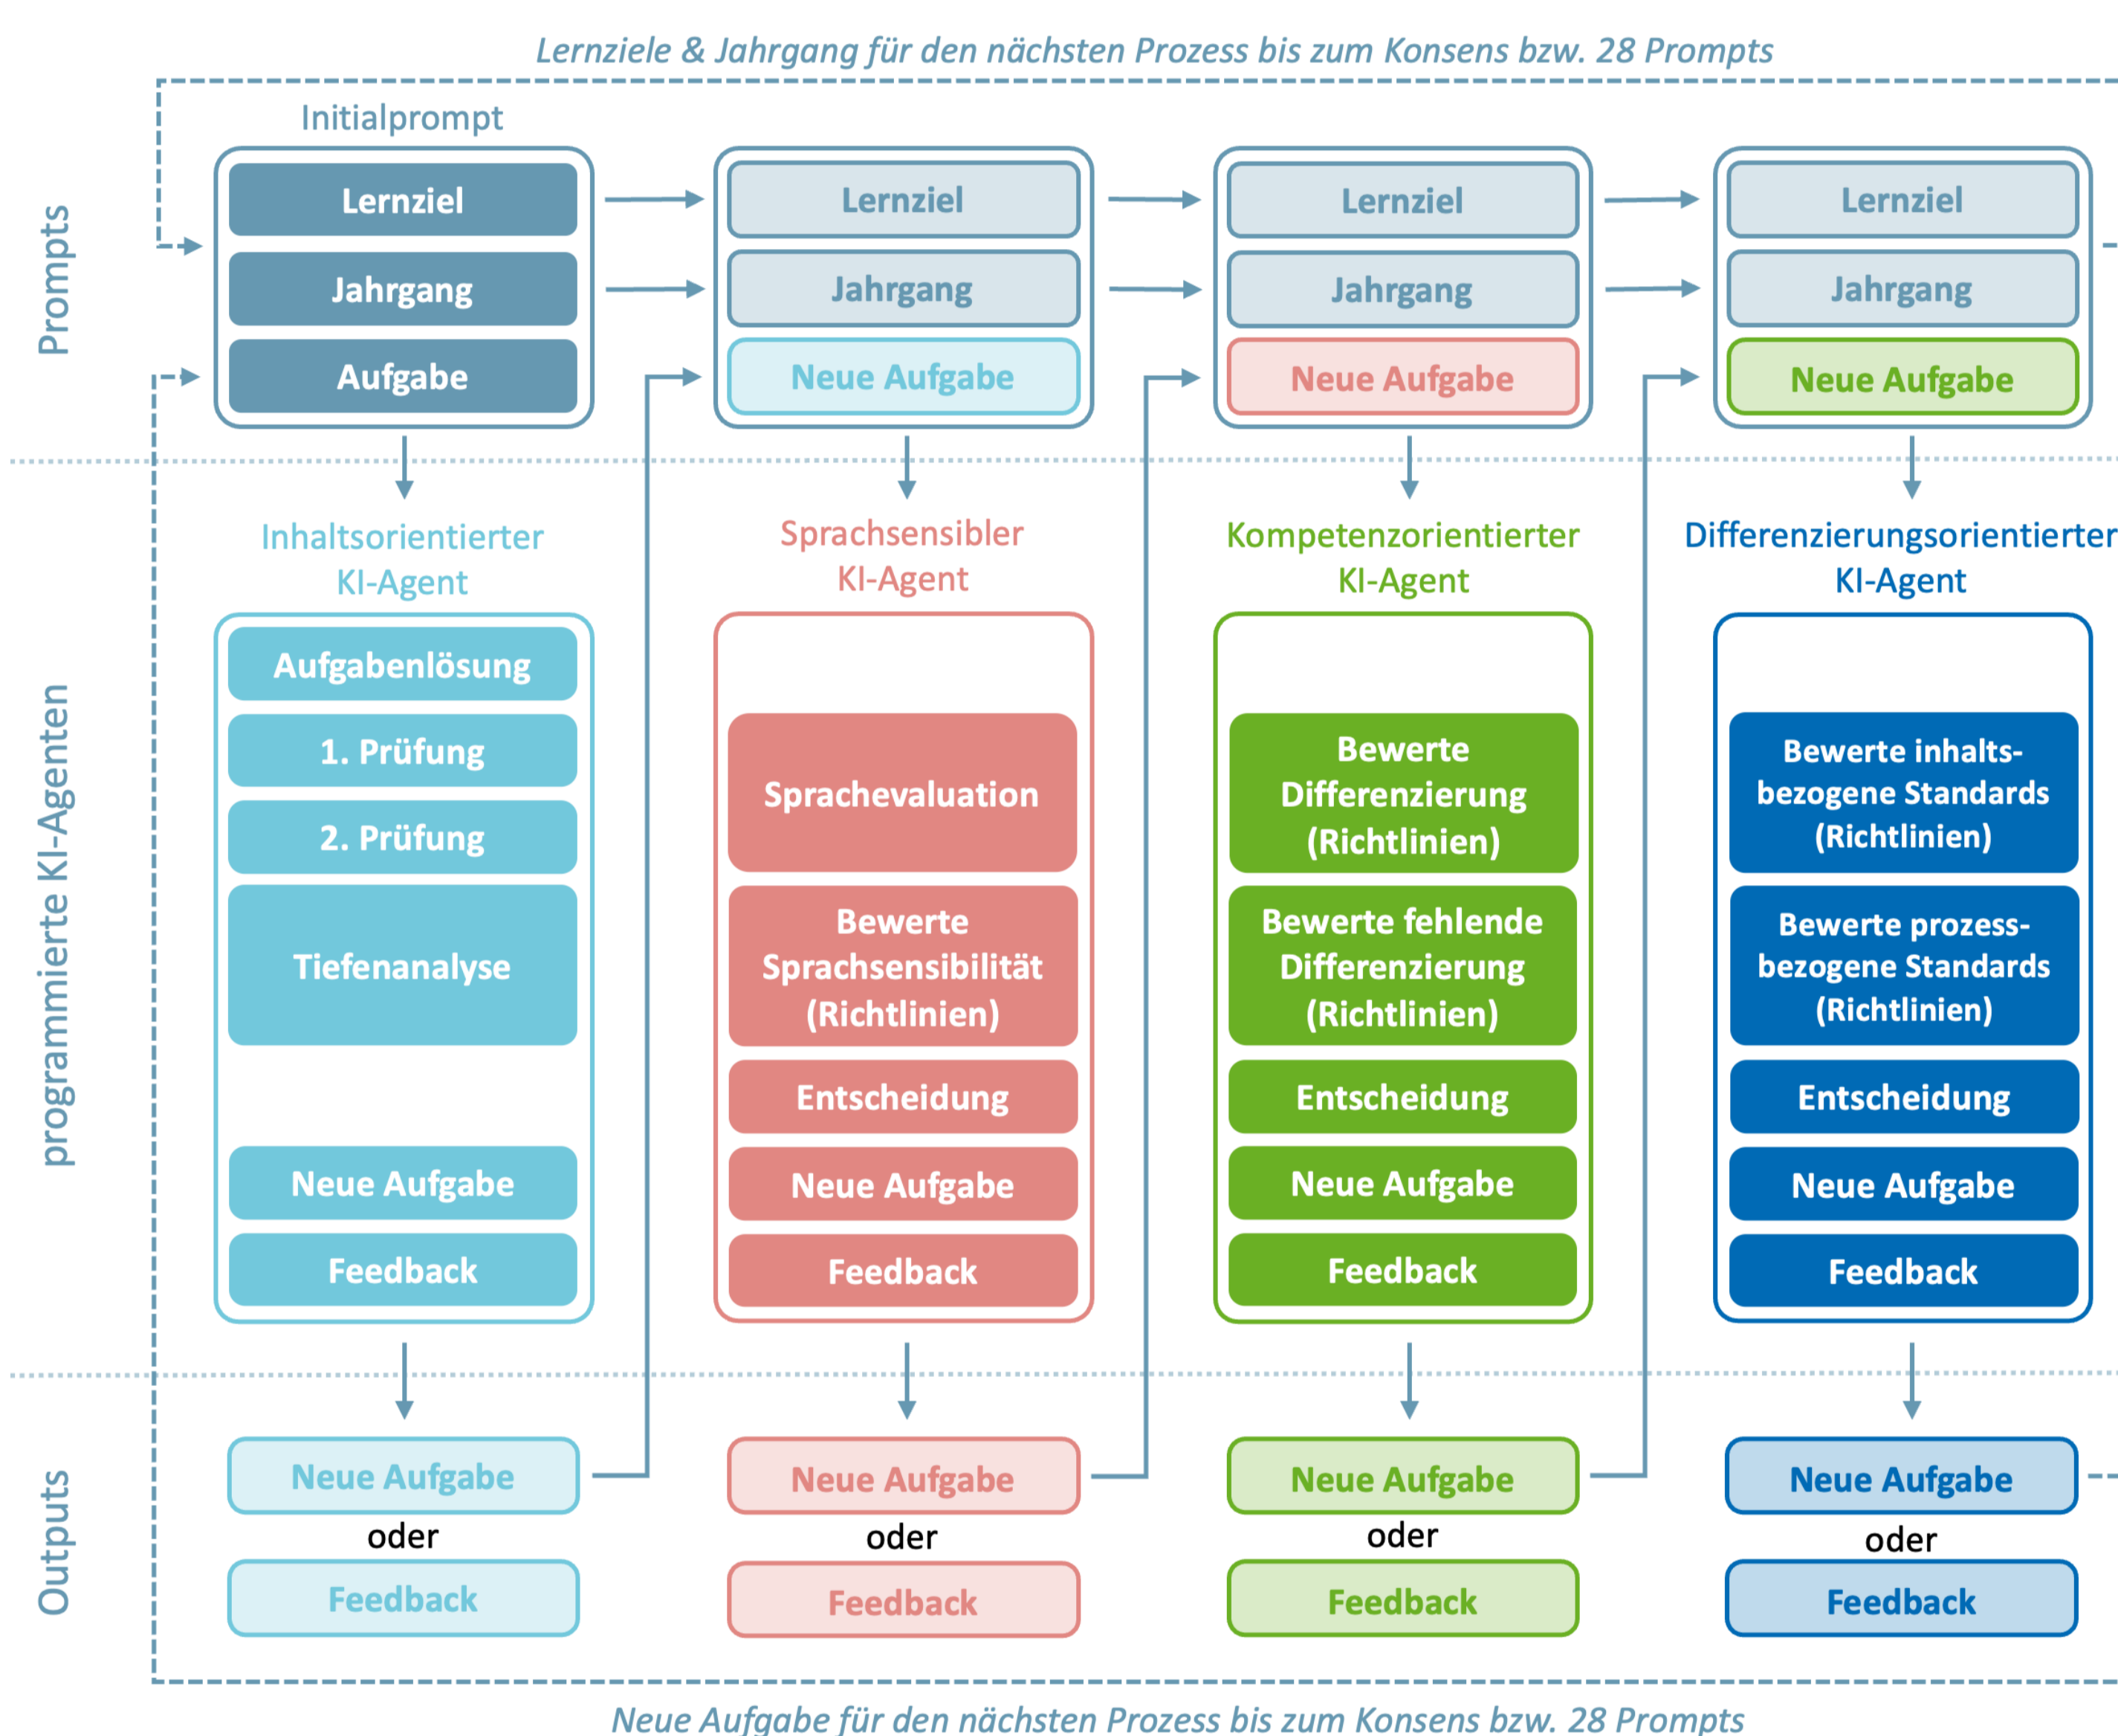 Lernziele & Jahrgang für den nächsten Prozess bis zum Konsens bzw. 28 Prompts
Prompts
Initialprompt
Lernziel
Jahrgang
Aufgabe
Lernziel
Jahrgang
Neue Aufgabe
Lernziel
Jahrgang
Neue Aufgabe
Lernziel
Jahrgang
Neue Aufgabe
programmierte KI-Agenten
Inhaltsorientierter
KI-Agent
Aufgabenlösung
1. Prüfung
2. Prüfung
Tiefenanalyse
Neue Aufgabe
Feedback
Sprachsensibler
KI-Agent
Sprachevaluation
Bewerte
Sprachsensibilität
(Richtlinien)
Entscheidung
Neue Aufgabe
Feedback
Kompetenzorientierter
KI-Agent
Bewerte
Differenzierung
(Richtlinien)
Bewerte fehlende
Differenzierung
(Richtlinien)
Entscheidung
Neue Aufgabe
Feedback
Differenzierungsorientierter
KI-Agent
Bewerte inhalts-
bezogene Standards
(Richtlinien)
Bewerte prozess-
bezogene Standards
(Richtlinien)
Entscheidung
Neue Aufgabe
Feedback
Outputs
Neue Aufgabe
oder
Feedback
Neue Aufgabe
oder
Feedback
Neue Aufgabe
oder
Feedback
Neue Aufgabe
oder
Feedback
Neue Aufgabe für den nächsten Prozess bis zum Konsens bzw. 28 Prompts